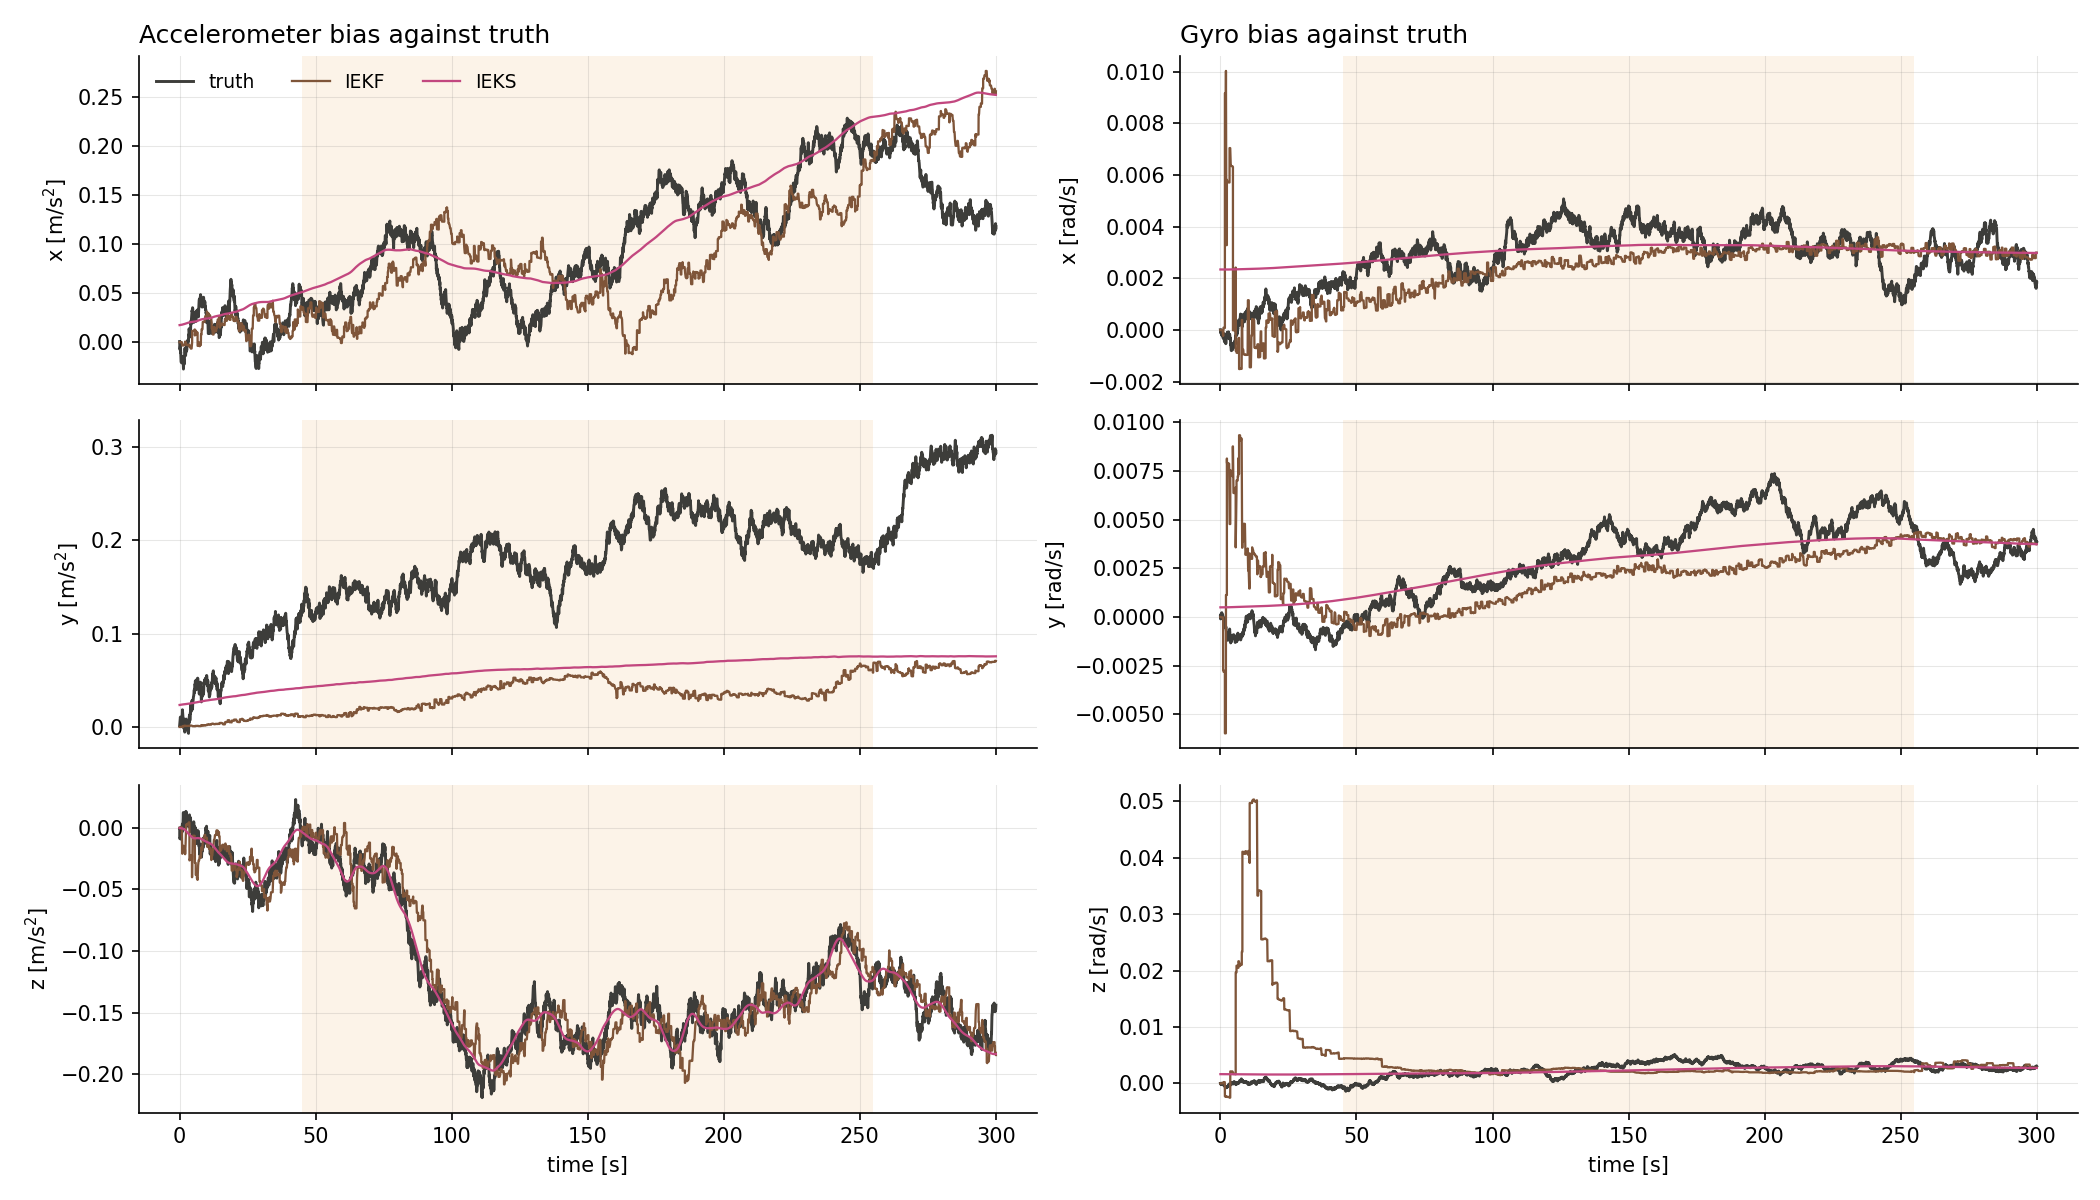 Accelerometer bias against truth
truth IEKF IEKS
x [m/s²]
0.25
0.20
0.15
0.10
0.05
0.00
Gyro bias against truth
x [rad/s]
0.010
0.008
0.006
0.004
0.002
0.000
−0.002
y [m/s²]
0.3
0.2
0.1
0.0
y [rad/s]
0.0100
0.0075
0.0050
0.0025
0.0000
−0.0025
−0.0050
z [m/s²]
0.00
−0.05
−0.10
−0.15
−0.20
0 50 100 150 200 250 300
time [s]
z [rad/s]
0.05
0.04
0.03
0.02
0.01
0.00
0 50 100 150 200 250 300
time [s]